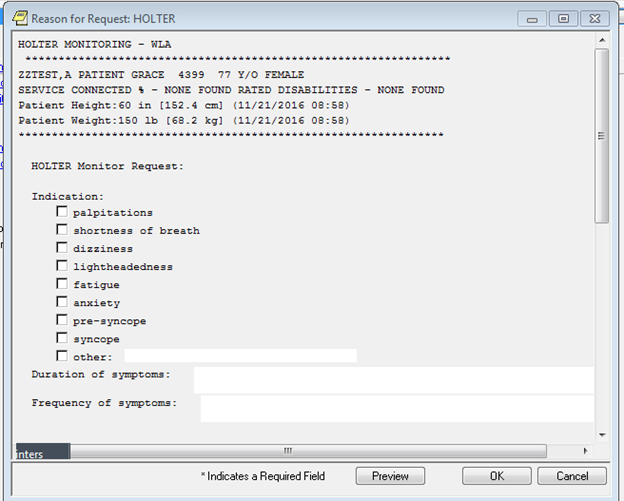 Reason for Request: HOLTER
HOLTER MONITORING - WLA
******************************************************************
ZZTEST,A PATIENT GRACE 4399 77 Y/O FEMALE
SERVICE CONNECTED % - NONE FOUND RATED DISABILITIES - NONE FOUND
Patient Height:60 in [152.4 cm] (11/21/2016 08:58)
Patient Weight:150 lb [68.2 kg] (11/21/2016 08:58)
******************************************************************
HOLTER Monitor Request:
Indication:
palpitations
shortness of breath
dizziness
lightheadedness
fatigue
anxiety
pre-syncope
syncope
other:
Duration of symptoms:
Frequency of symptoms:
inters
* Indicates a Required Field
Preview
OK
Cancel